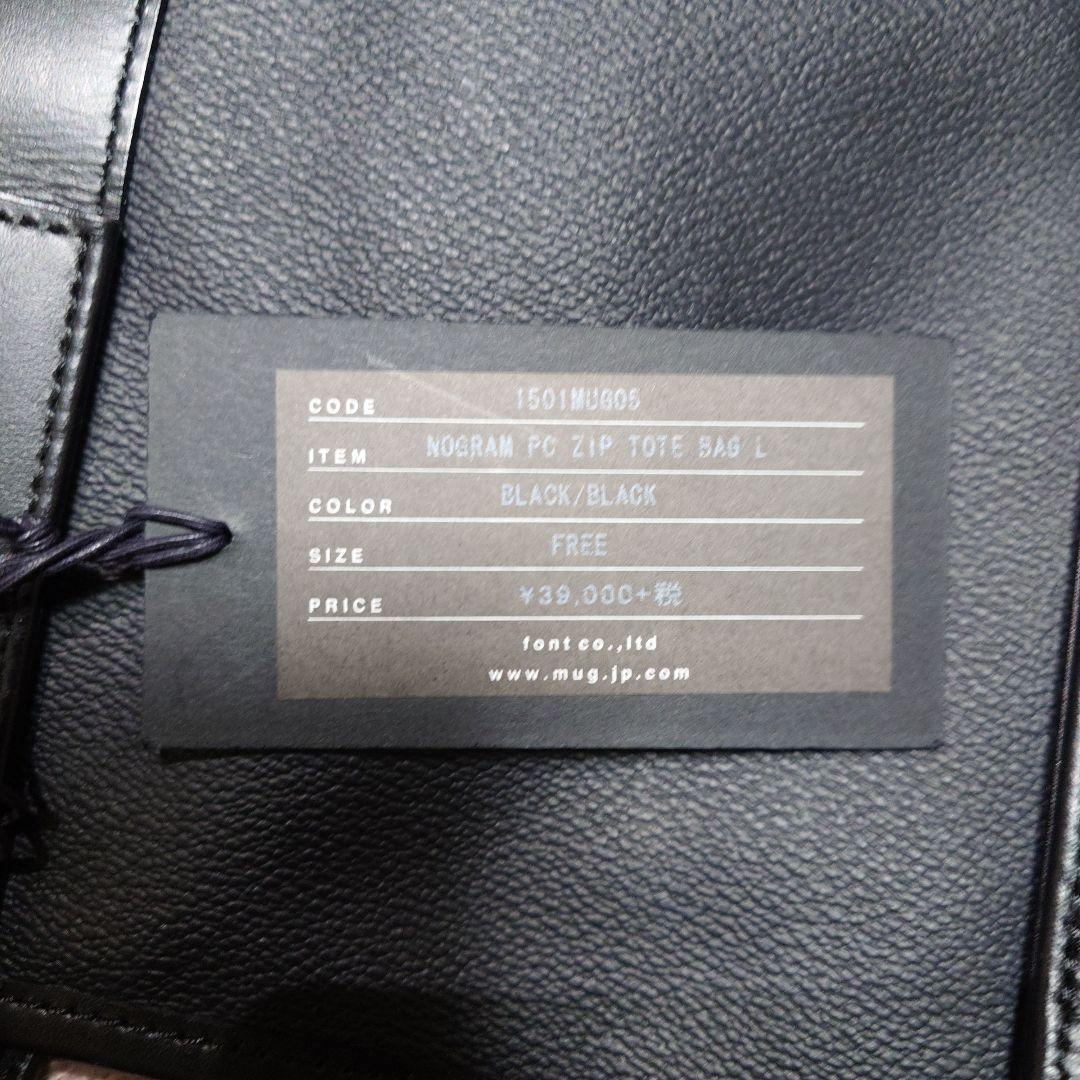 CODE 1501MUG05
ITEM NOGRAM PC ZIP TOTE BAG L
COLOR BLACK/BLACK
SIZE FREE
PRICE ¥39,000+税
font co.,ltd
www.mug.jp.com